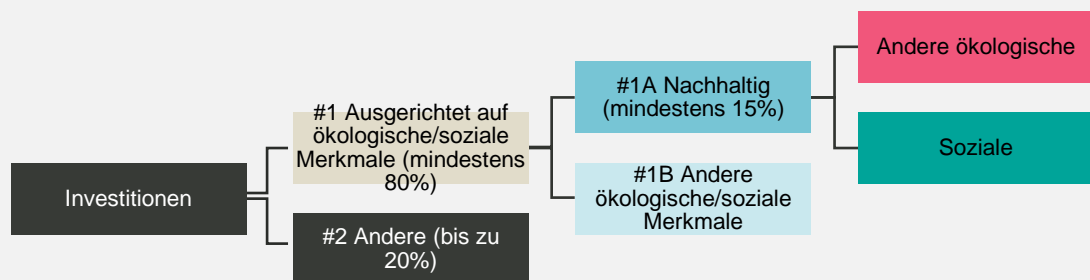 Investitionen
#1 Ausgerichtet auf
ökologische/soziale
Merkmale (mindestens
80%)
#2 Andere (bis zu
20%)
#1A Nachhaltig
(mindestens 15%)
#1B Andere
ökologische/soziale
Merkmale
Andere ökologische
Soziale